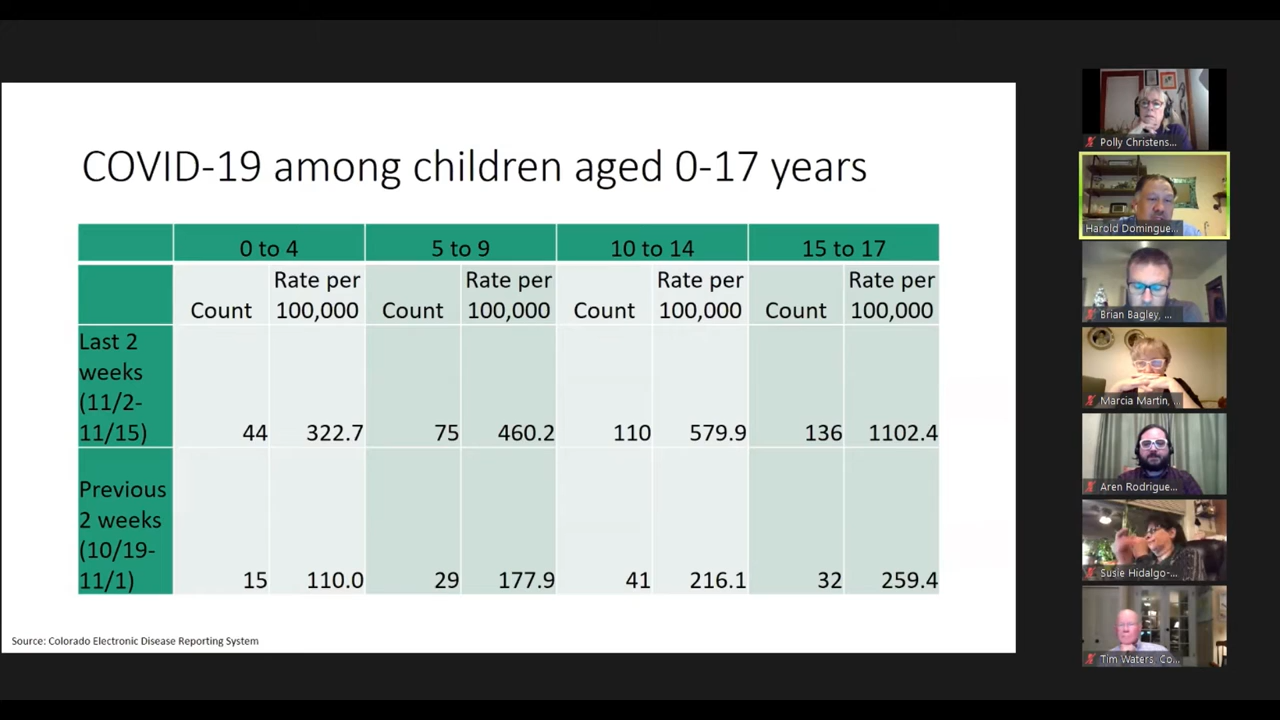 COVID-19 among children aged 0-17 years
0 to 4 5 to 9 10 to 14 15 to 17
Count Rate per 100,000 Count Rate per 100,000 Count Rate per 100,000 Count Rate per 100,000
Last 2
weeks
(11/2-
11/15) 44 322.7 75 460.2 110 579.9 136 1102.4
Previous
2 weeks
(10/19-
11/1) 15 110.0 29 177.9 41 216.1 32 259.4
Source: Colorado Electronic Disease Reporting System
Polly Christens...
Harold Domingue...
Brian Bagley, ...
Marcia Martin, ...
Aren Rodrigue...
Susie Hidalgo-...
Tim Waters, Co...